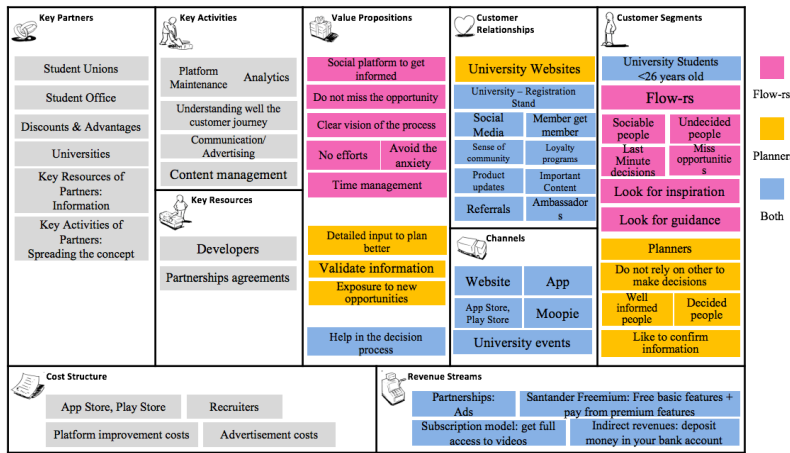 Key Partners
Student Unions
Student Office
Discounts & Advantages
Universities
Key Resources of
Partners:
Information
Key Activities of
Partners:
Spreading the concept
Key Activities
Platform
Maintenance
Analytics
Understanding well the
customer journey
Communication/
Advertising
Content management
Key Resources
Developers
Partnerships agreements
Value Propositions
Social platform to get
informed
Do not miss the opportunity
Clear vision of the process
No efforts
Avoid the
anxiety
Time management
Detailed input to plan
better
Validate information
Exposure to new
opportunities
Help in the decision
process
Customer
Relationships
University Websites
University – Registration
Stand
Social
Media
Member get
member
Sense of
community
Loyalty
programs
Product
updates
Important
Content
Referrals
Ambassador
s
Channels
Website
App
App Store,
Play Store
Moopie
University events
Customer Segments
University Students
<26 years old
Flow-rs
Sociable
people
Undecided
people
Last
Minute
decisions
Miss
opportunitie
s
Look for inspiration
Look for guidance
Planners
Do not rely on other to
make decisions
Well
informed
people
Decided
people
Like to confirm
information
Flow-rs
Planner
Both
Cost Structure
App Store, Play Store
Recruiters
Platform improvement costs
Advertisement costs
Revenue Streams
Partnerships:
Ads
Santander Freemium: Free basic features +
pay from premium features
Subscription model: get full
access to videos
Indirect revenues: deposit
money in your bank account